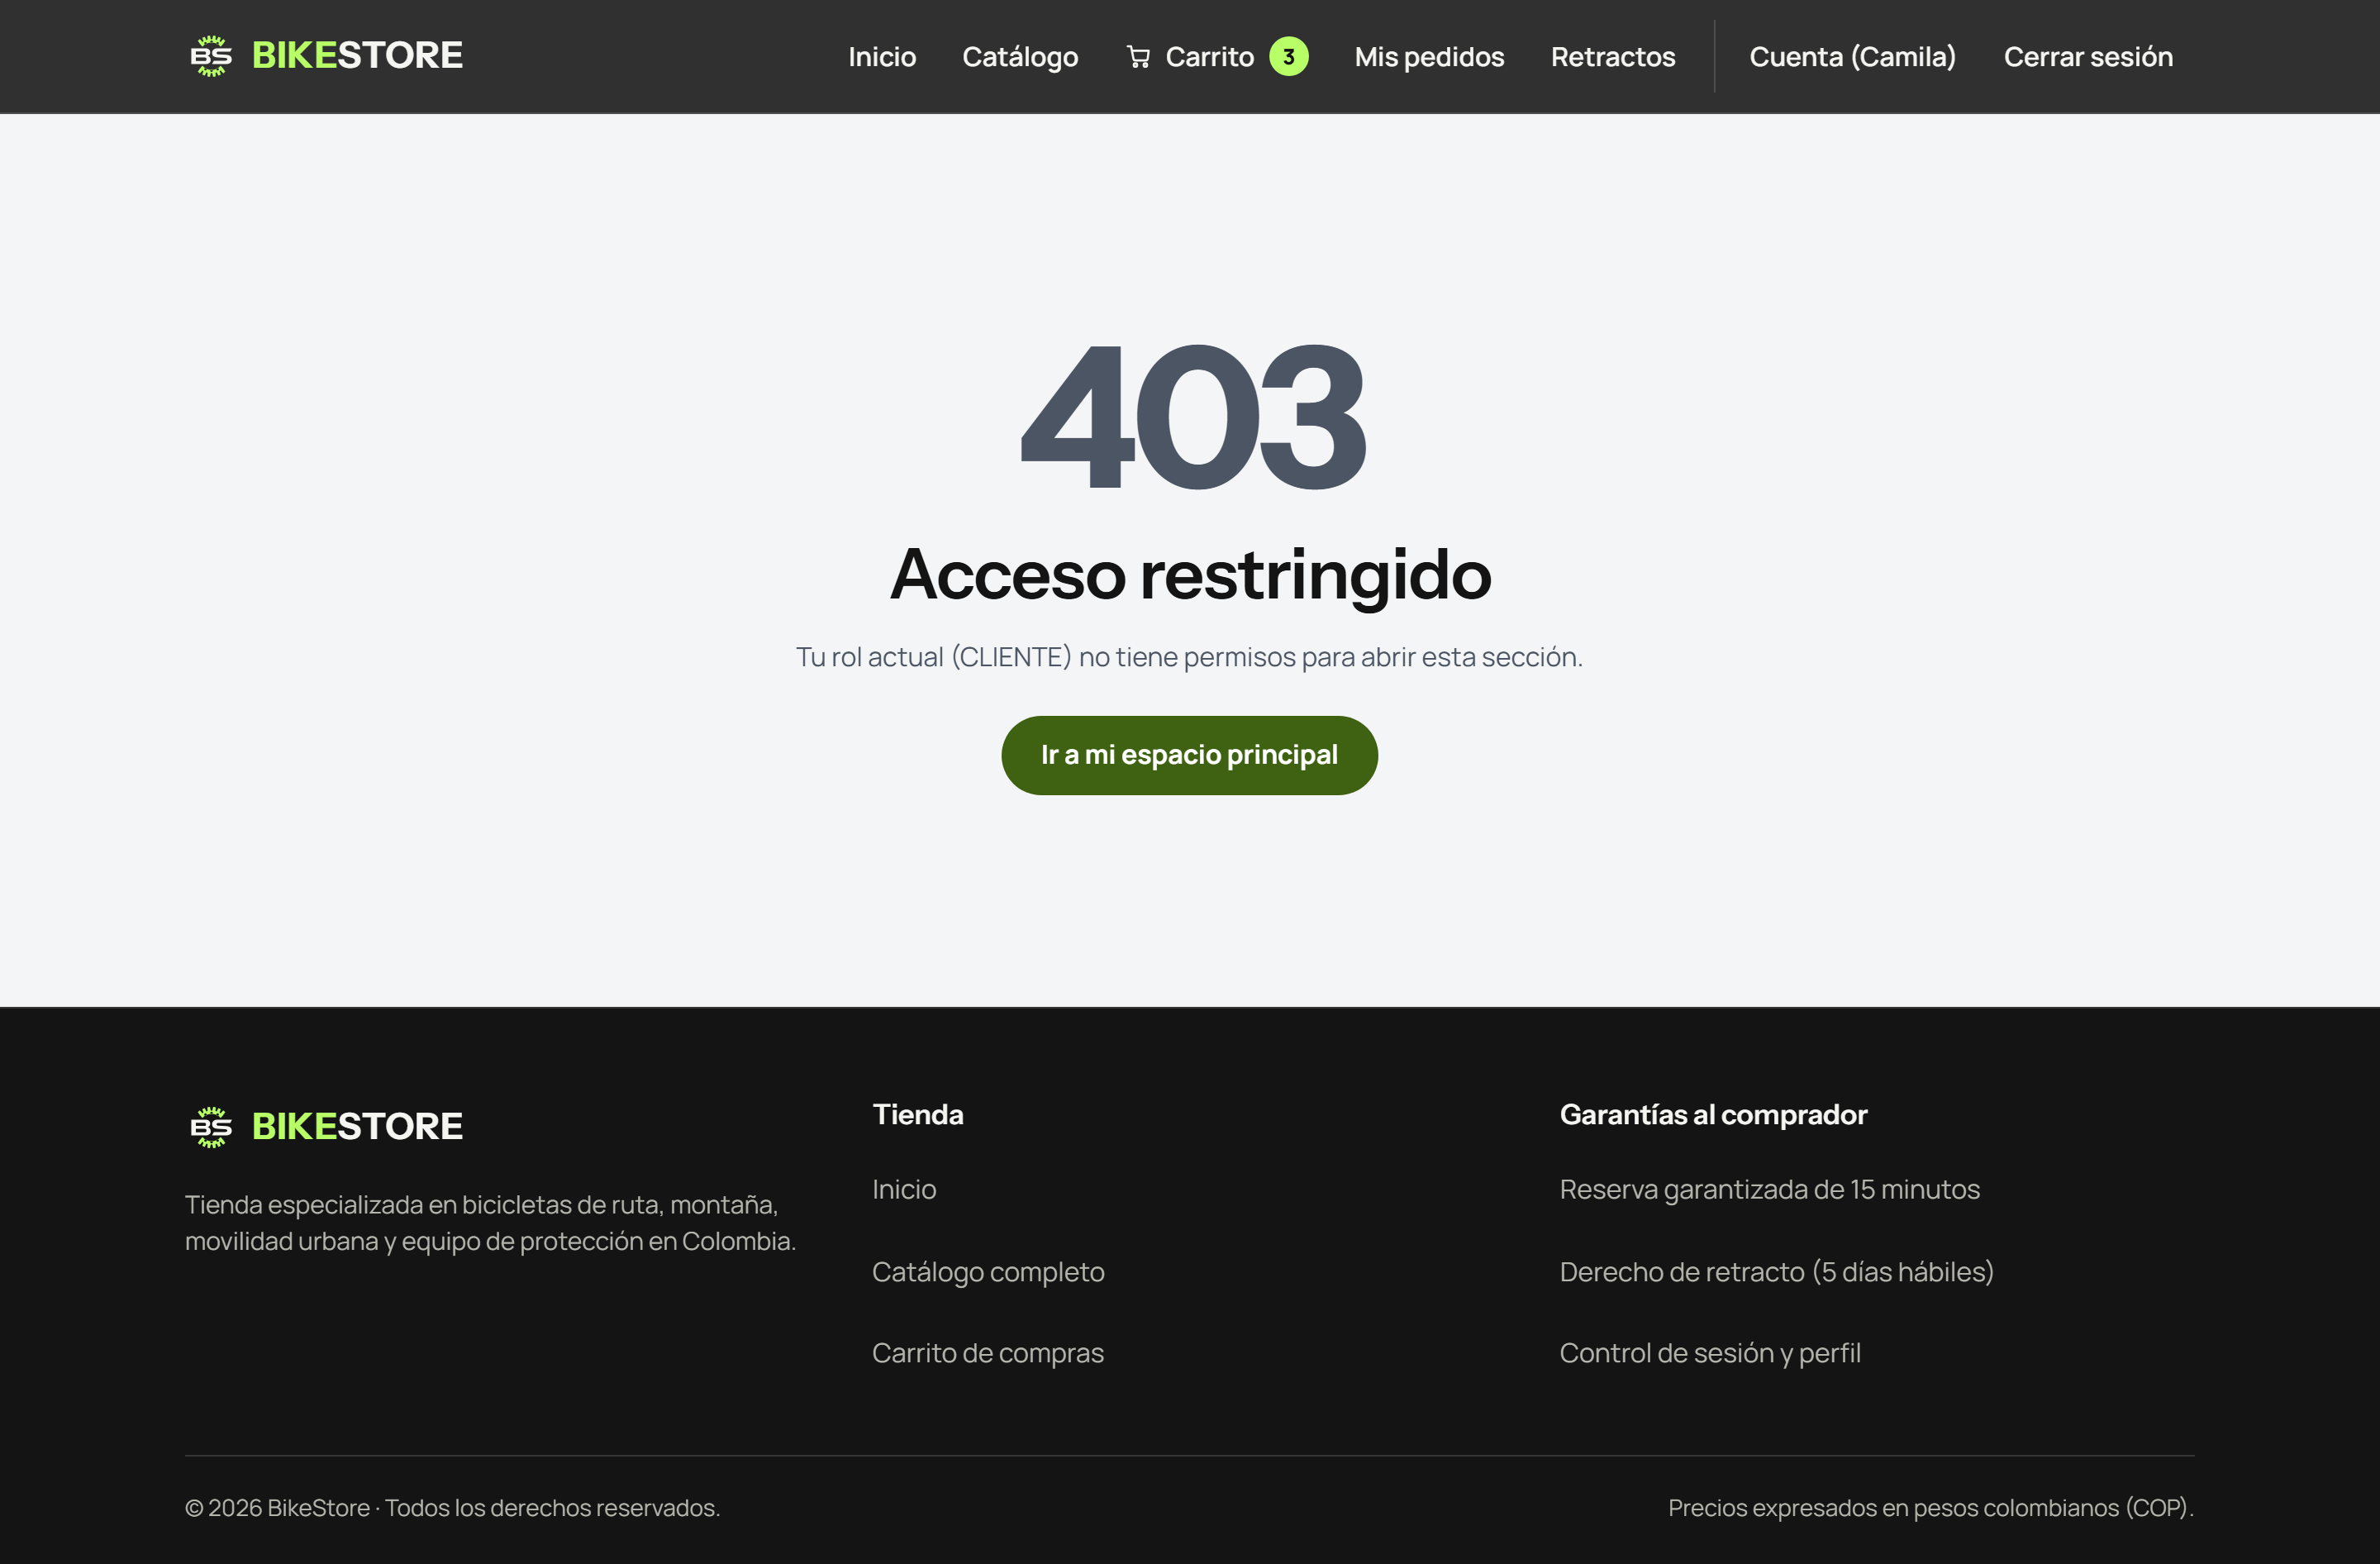 BS BIKESTORE
Inicio Catálogo Carrito 3 Mis pedidos Retractos Cuenta (Camila) Cerrar sesión
403
Acceso restringido
Tu rol actual (CLIENTE) no tiene permisos para abrir esta sección.
Ir a mi espacio principal
BS BIKESTORE
Tienda especializada en bicicletas de ruta, montaña,
movilidad urbana y equipo de protección en Colombia.
Tienda
Inicio
Catálogo completo
Carrito de compras
Garantías al comprador
Reserva garantizada de 15 minutos
Derecho de retracto (5 días hábiles)
Control de sesión y perfil
© 2026 BikeStore · Todos los derechos reservados.
Precios expresados en pesos colombianos (COP).